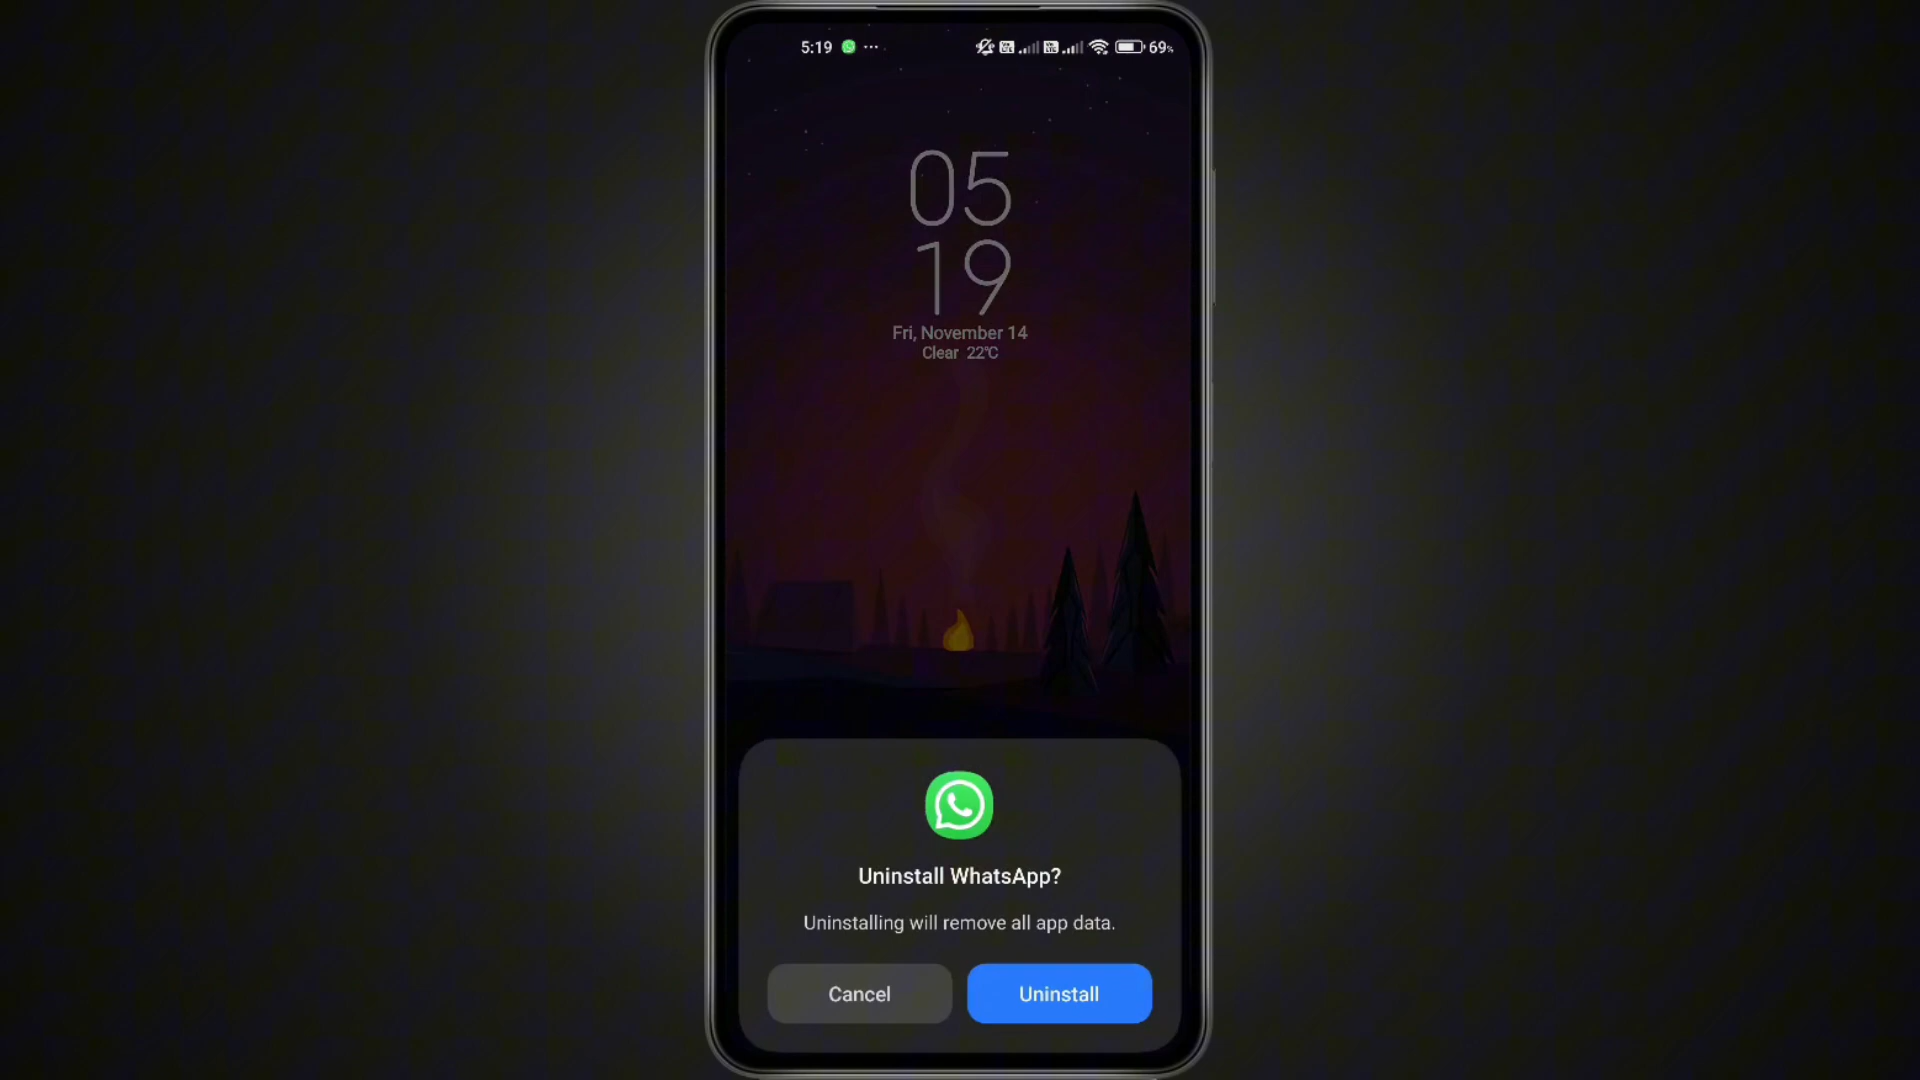 5:19 ... 69%
05
19
Fri, November 14
Clear 22°C
Uninstall WhatsApp?
Uninstalling will remove all app data.
Cancel Uninstall